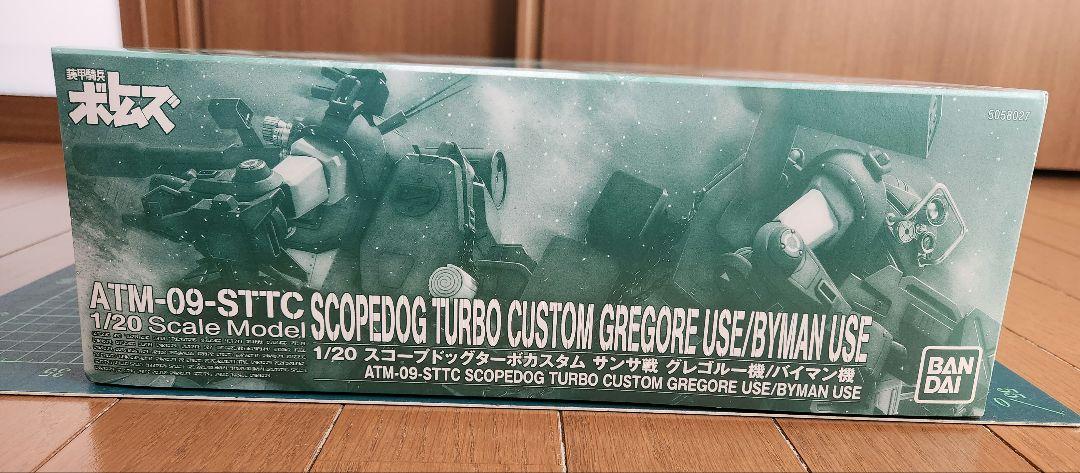 装甲騎兵
ボトムズ
5058027
ATM-09-STTC SCOPEDOG TURBO CUSTOM GREGORE USE/BYMAN USE
1/20 Scale Model
1/20 スコープドッグターボカスタム サンサ戦 グレゴルー機/バイマン機
ATM-09-STTC SCOPEDOG TURBO CUSTOM GREGORE USE/BYMAN USE
BAN
DAI